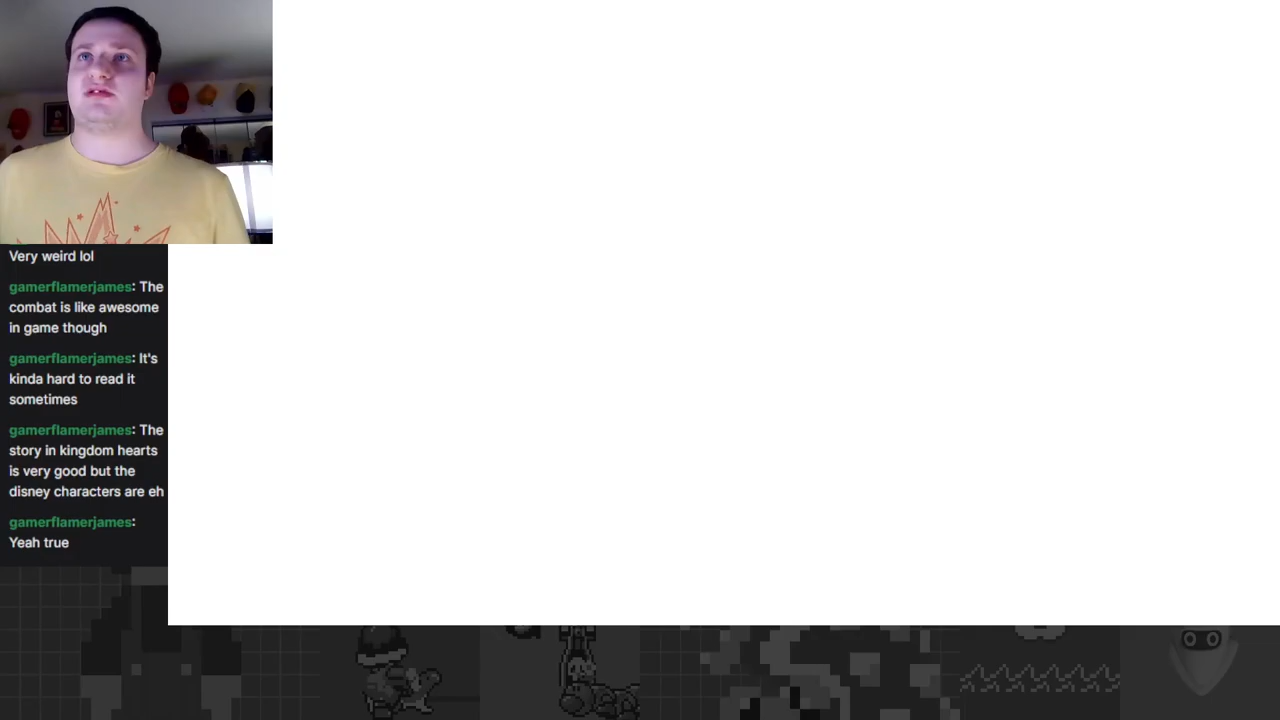 Very weird lol
gamerflamerjames: The
combat is like awesome
in game though
gamerflamerjames: It's
kinda hard to read it
sometimes
gamerflamerjames: The
story in kingdom hearts
is very good but the
disney characters are eh
gamerflamerjames:
Yeah true